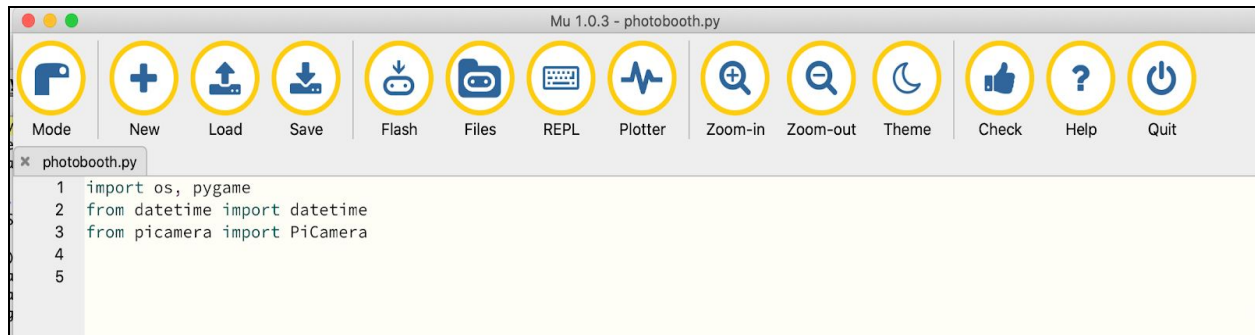 Mu 1.0.3 - photobooth.py
Mode New Load Save Flash Files REPL Plotter Zoom-in Zoom-out Theme Check Help Quit
photobooth.py
1 import os, pygame
2 from datetime import datetime
3 from picamera import PiCamera
4
5